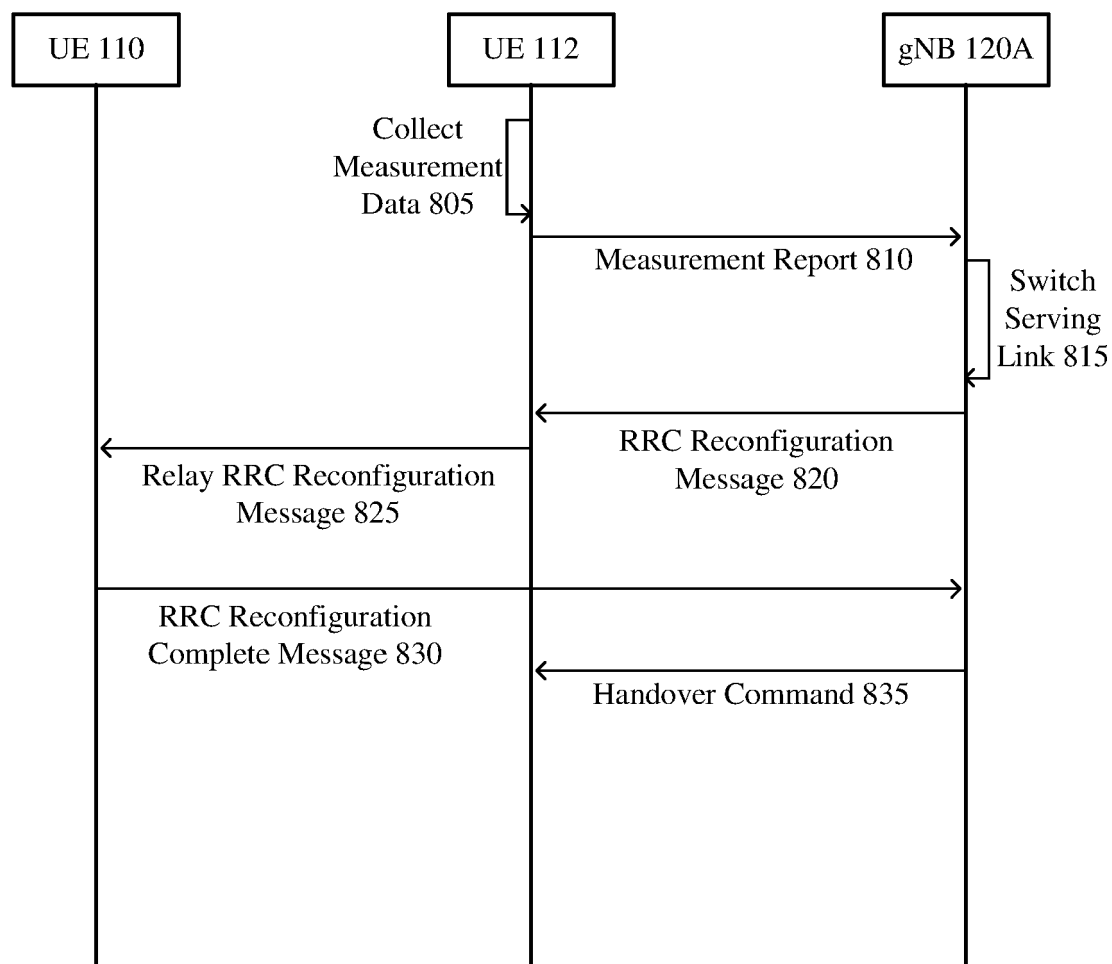 UE 110
UE 112
gNB 120A
Collect
Measurement
Data 805
Measurement Report 810
Switch
Serving
Link 815
RRC Reconfiguration
Message 820
Relay RRC Reconfiguration
Message 825
RRC Reconfiguration
Complete Message 830
Handover Command 835